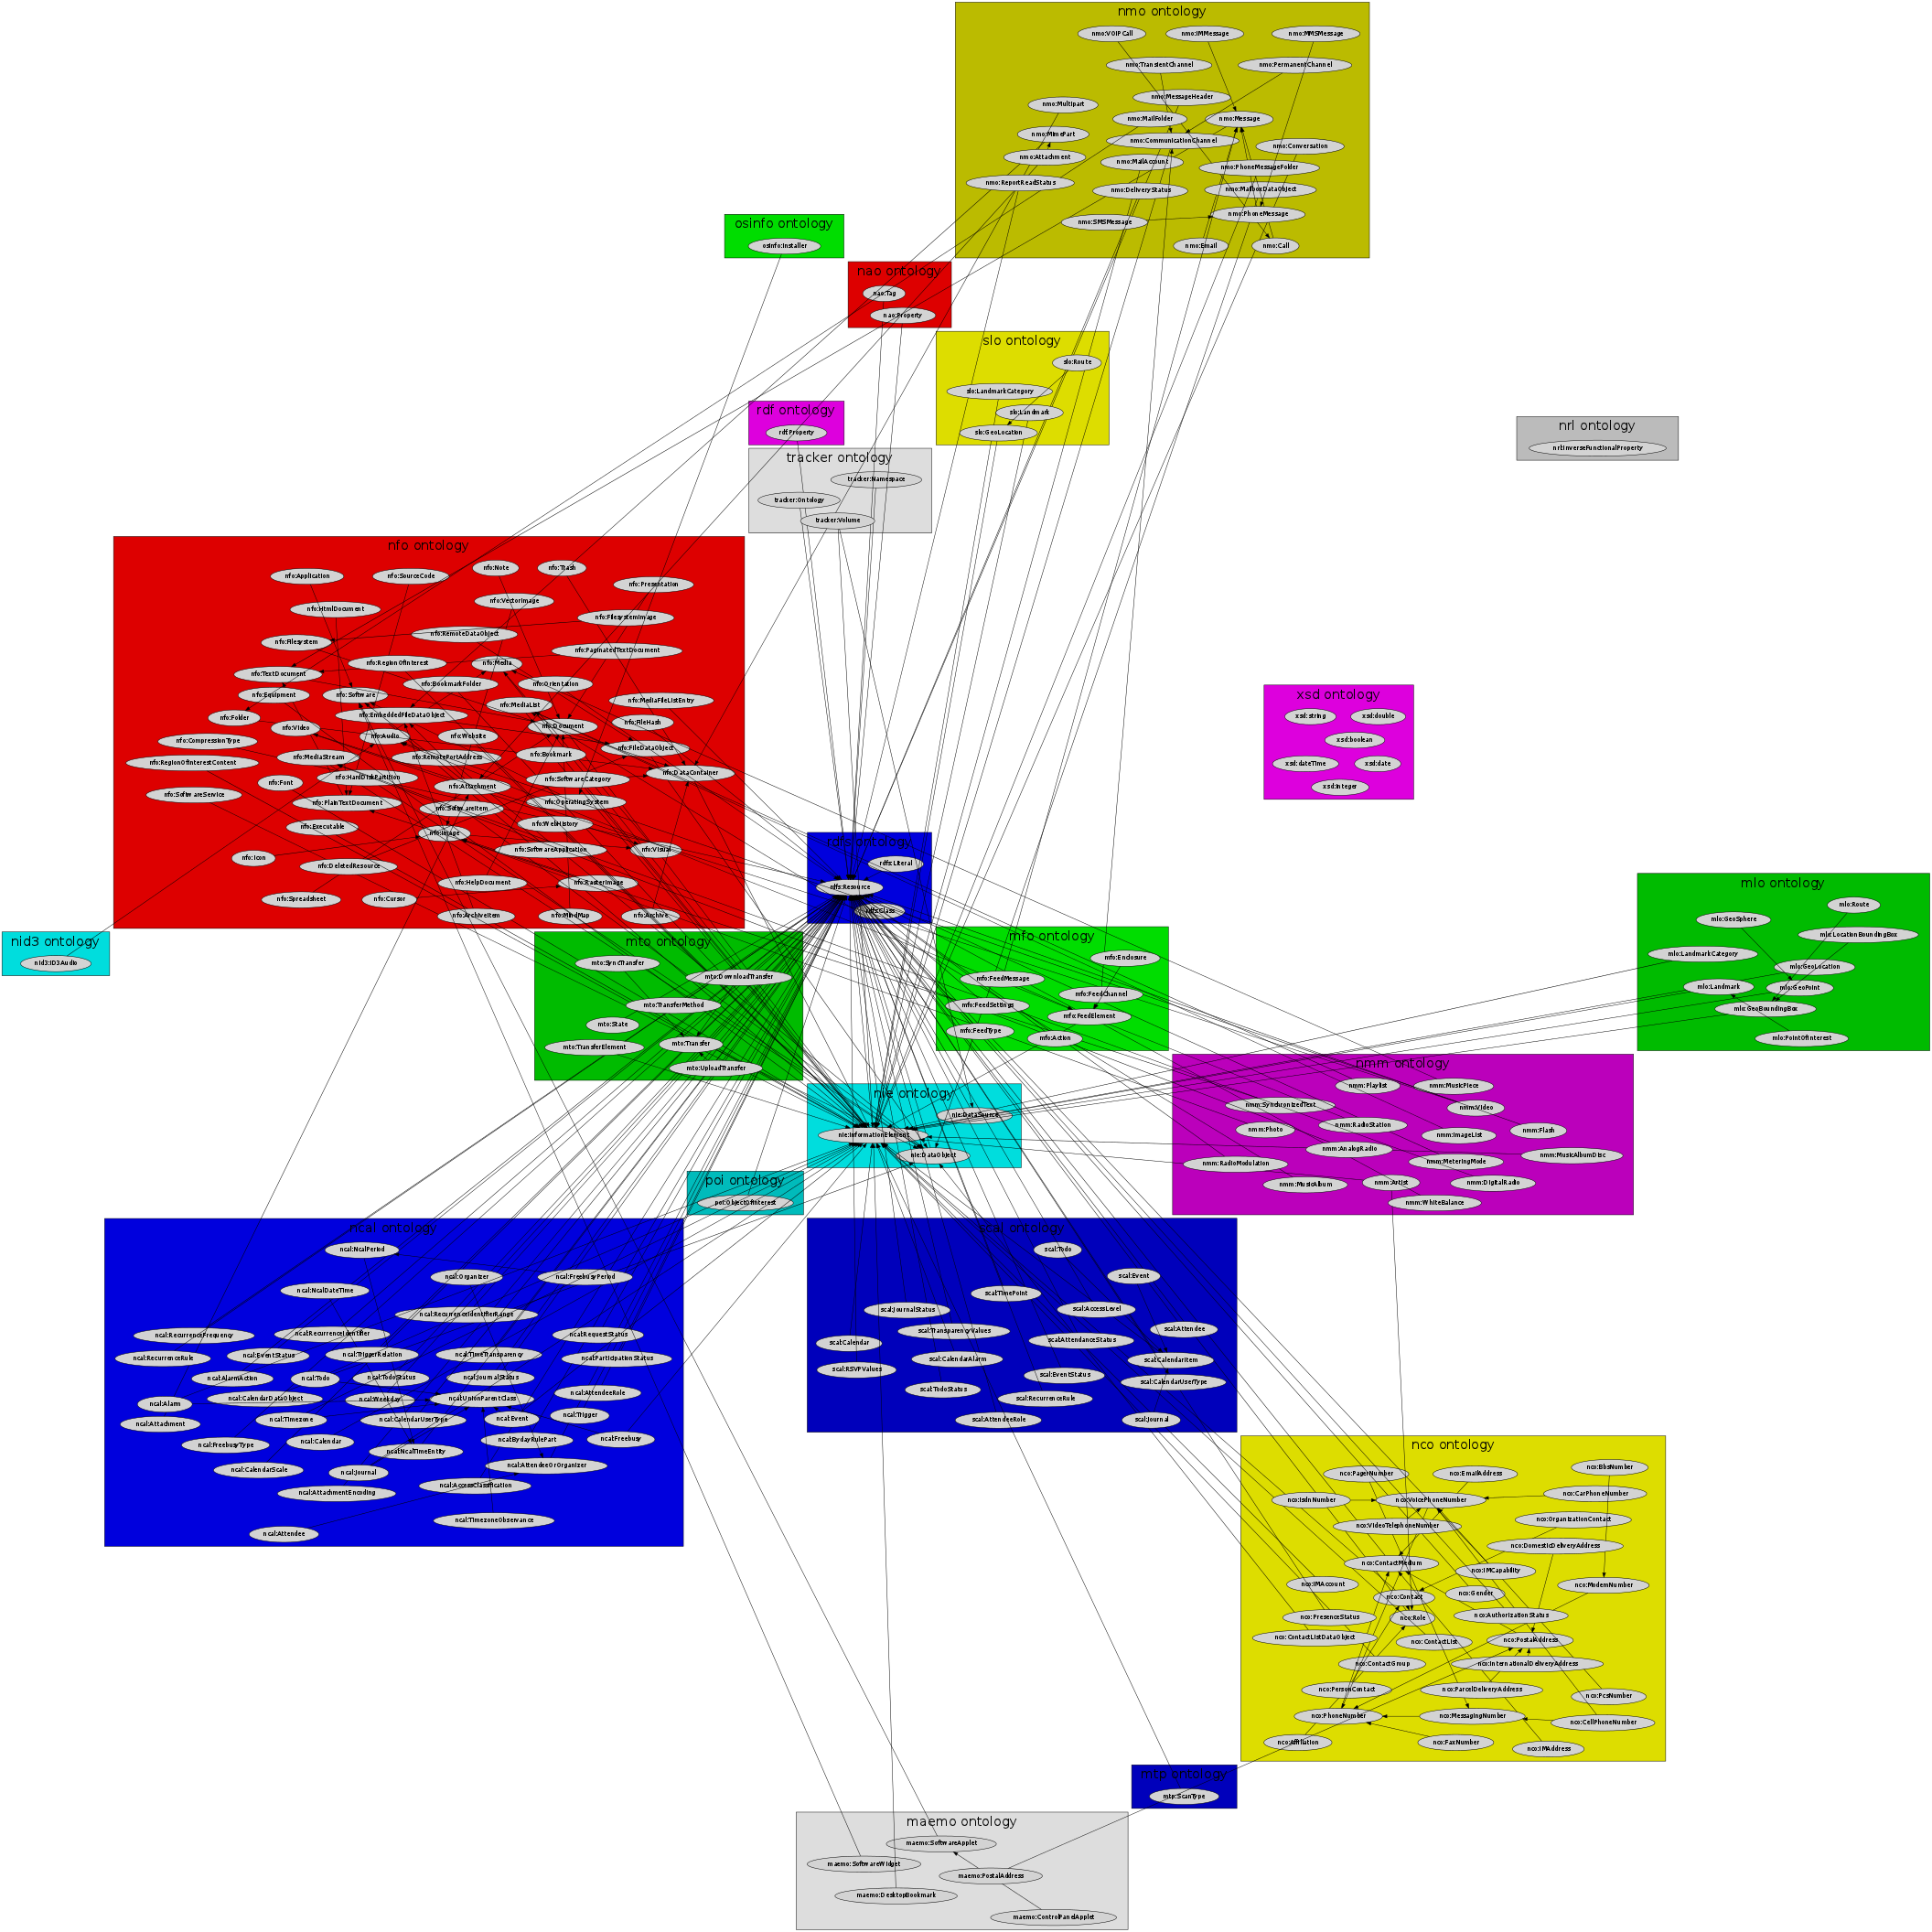 nmo ontology
nmo:VOIPCall
nmo:IMMessage
nmo:MMSMessage
nmo:TransientChannel
nmo:PermanentChannel
nmo:MessageHeader
nmo:Multipart
nmo:MailFolder
nmo:Message
nmo:MimePart
nmo:CommunicationChannel
nmo:Conversation
nmo:Attachment
nmo:MailAccount
nmo:PhoneMessageFolder
nmo:ReportReadStatus
nmo:DeliveryStatus
nmo:MailboxDataObject
nmo:SMSMessage
nmo:PhoneMessage
nmo:Email
nmo:Call
osinfo ontology
osinfo:Installer
nao ontology
nao:Tag
nao:Property
slo ontology
slo:Route
slo:LandmarkCategory
slo:Landmark
slo:GeoLocation
rdf ontology
rdf:Property
nrl ontology
nrl:InverseFunctionalProperty
tracker ontology
tracker:Namespace
tracker:Ontology
tracker:Volume
nfo ontology
nfo:Application
nfo:SourceCode
nfo:Note
nfo:Trash
nfo:Presentation
nfo:VectorImage
nfo:HtmlDocument
nfo:FilesystemImage
nfo:Filesystem
nfo:RemoteDataObject
nfo:PaginatedTextDocument
nfo:RegionOfInterest
nfo:Media
nfo:TextDocument
nfo:BookmarkFolder
nfo:Orientation
nfo:Equipment
nfo:Software
nfo:MediaList
nfo:MediaFileListEntry
nfo:Folder
nfo:EmbeddedFileDataObject
nfo:Document
nfo:FileHash
nfo:Video
nfo:Audio
nfo:Website
nfo:CompressionType
nfo:FileDataObject
nfo:MediaStream
nfo:RemotePortAddress
nfo:Bookmark
nfo:RegionOfInterestContent
nfo:HardDiskPartition
nfo:SoftwareCategory
nfo:DataContainer
nfo:Font
nfo:Attachment
nfo:SoftwareService
nfo:PlainTextDocument
nfo:SoftwareItem
nfo:OperatingSystem
nfo:Executable
nfo:Image
nfo:WebHistory
nfo:Icon
nfo:SoftwareApplication
nfo:Visual
nfo:DeletedResource
nfo:HelpDocument
nfo:RasterImage
nfo:Spreadsheet
nfo:Cursor
nfo:ArchiveItem
nfo:MindMap
nfo:Archive
xsd ontology
xsd:string
xsd:double
xsd:boolean
xsd:dateTime
xsd:date
xsd:integer
rdfs ontology
rdfs:Literal
rdfs:Resource
rdfs:Class
mlo ontology
mlo:Route
mlo:GeoSphere
mlo:LocationBoundingBox
mlo:LandmarkCategory
mlo:GeoLocation
mlo:Landmark
mlo:GeoPoint
mlo:GeoBoundingBox
mlo:PointOfInterest
nid3 ontology
nid3:ID3Audio
mto ontology
mto:SyncTransfer
mto:DownloadTransfer
mto:TransferMethod
mto:State
mto:TransferElement
mto:Transfer
mto:UploadTransfer
mfo ontology
mfo:Enclosure
mfo:FeedMessage
mfo:FeedChannel
mfo:FeedSettings
mfo:FeedElement
mfo:FeedType
mfo:Action
nmm ontology
nmm:Playlist
nmm:MusicPiece
nmm:SynchronizedText
nmm:Video
nmm:Photo
nmm:RadioStation
nmm:ImageList
nmm:Flash
nmm:AnalogRadio
nmm:MusicAlbumDisc
nmm:RadioModulation
nmm:MeteringMode
nmm:MusicAlbum
nmm:Artist
nmm:DigitalRadio
nmm:WhiteBalance
nie ontology
nie:DataSource
nie:InformationElement
nie:DataObject
poi ontology
poi:ObjectOfInterest
ncal ontology
ncal:NcalPeriod
ncal:Organizer
ncal:FreebusyPeriod
ncal:NcalDateTime
ncal:RecurrenceIdentifierRange
ncal:RecurrenceFrequency
ncal:RecurrenceIdentifier
ncal:RequestStatus
ncal:RecurrenceRule
ncal:EventStatus
ncal:TriggerRelation
ncal:TimeTransparency
ncal:ParticipationStatus
ncal:AlarmAction
ncal:Todo
ncal:TodoStatus
ncal:JournalStatus
ncal:AttendeeRole
ncal:CalendarDataObject
ncal:Weekday
ncal:UnionParentClass
ncal:Alarm
ncal:Attachment
ncal:Timezone
ncal:CalendarUserType
ncal:Event
ncal:Trigger
ncal:FreebusyType
ncal:Calendar
ncal:NcalTimeEntity
ncal:BydayRulePart
ncal:Freebusy
ncal:CalendarScale
ncal:Journal
ncal:AttendeeOrOrganizer
ncal:AttachmentEncoding
ncal:AccessClassification
ncal:TimezoneObservance
ncal:Attendee
scal ontology
scal:Todo
scal:Event
scal:TimePoint
scal:JournalStatus
scal:AccessLevel
scal:TransparencyValues
scal:Attendee
scal:Calendar
scal:AttendanceStatus
scal:CalendarAlarm
scal:CalendarItem
scal:RSVPValues
scal:EventStatus
scal:CalendarUserType
scal:TodoStatus
scal:RecurrenceRule
scal:AttendeeRole
scal:Journal
nco ontology
nco:PagerNumber
nco:EmailAddress
nco:BbsNumber
nco:IsdnNumber
nco:VoicePhoneNumber
nco:CarPhoneNumber
nco:VideoTelephoneNumber
nco:OrganizationContact
nco:DomesticDeliveryAddress
nco:ContactMedium
nco:IMCapability
nco:IMAccount
nco:ModemNumber
nco:Contact
nco:Gender
nco:PresenceStatus
nco:Role
nco:AuthorizationStatus
nco:ContactListDataObject
nco:ContactList
nco:PostalAddress
nco:ContactGroup
nco:InternationalDeliveryAddress
nco:PersonContact
nco:ParcelDeliveryAddress
nco:PcsNumber
nco:PhoneNumber
nco:MessagingNumber
nco:CellPhoneNumber
nco:Affiliation
nco:FaxNumber
nco:IMAddress
mtp ontology
mtp:ScanType
maemo ontology
maemo:SoftwareApplet
maemo:SoftwareWidget
maemo:PostalAddress
maemo:DesktopBookmark
maemo:ControlPanelApplet